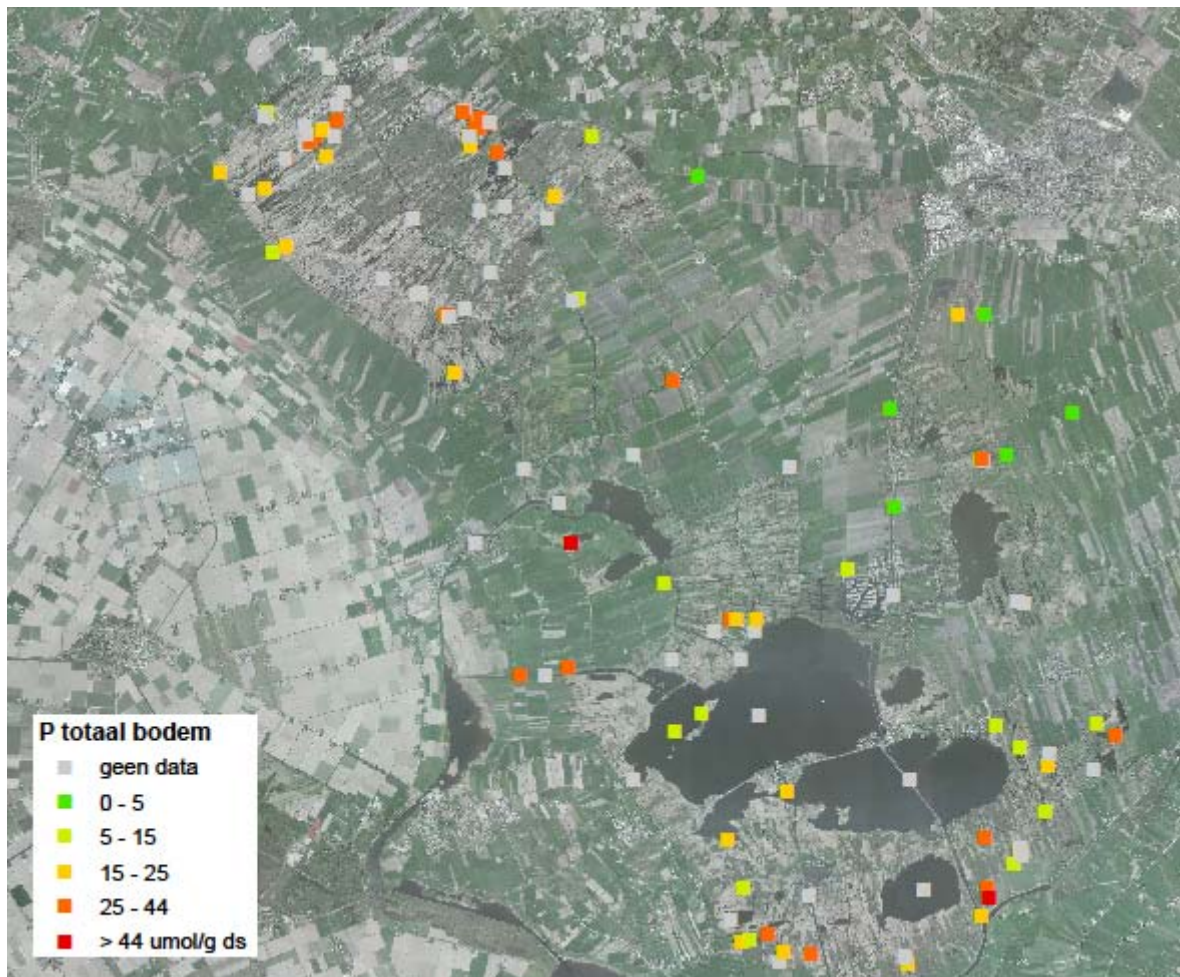 P totaal bodem
geen data
0 - 5
5 - 15
15 - 25
25 - 44
> 44 umol/g ds